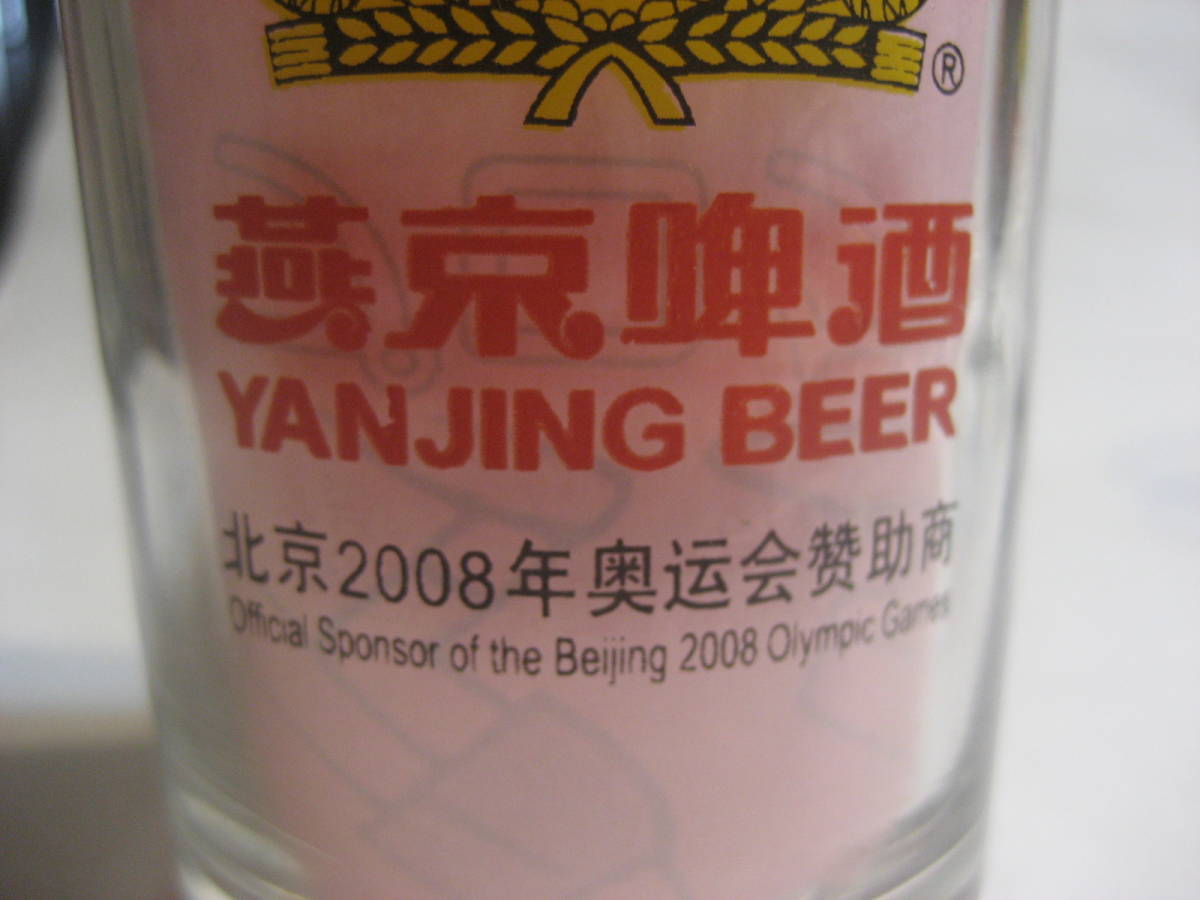 ®
燕京啤酒
YANJING BEER
北京2008年奥运会赞助商
Official Sponsor of the Beijing 2008 Olympic Games